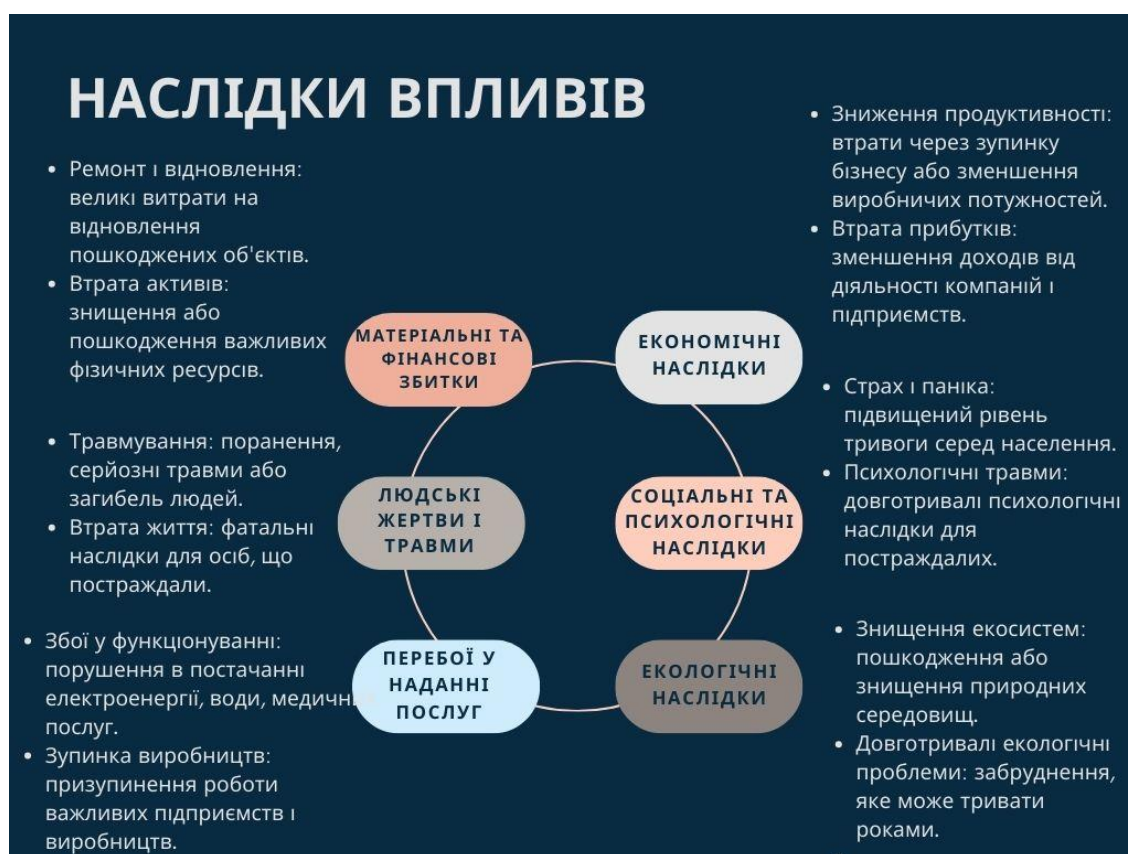 НАСЛІДКИ ВПЛИВІВ
Ремонт і відновлення:
великі витрати на
відновлення
пошкоджених об'єктів.
Втрата активів:
знищення або
пошкодження важливих
фізичних ресурсів.
МАТЕРІАЛЬНІ ТА
ФІНАНСОВІ
ЗБИТКИ
Травмування: поранення,
серйозні травми або
загибель людей.
Втрата життя: фатальні
наслідки для осіб, що
постраждали.
ЛЮДСЬКІ
ЖЕРТВИ І
ТРАВМИ
Збої у функціонуванні:
порушення в постачанні
електроенергії, води,
послуг.
Зупинка виробництв:
призупинення роботи
важливих підприємств і
виробництв.
ПЕРЕБОЇ У
НАДАННІ
ПОСЛУГ
Зниження продуктивності:
втрати через зупинку
бізнесу або зменшення
виробничих потужностей.
Втрата прибутків:
зменшення доходів від
діяльності компаній і
підприємств.
ЕКОНОМІЧНІ
НАСЛІДКИ
Страх і паніка:
підвищений рівень
тривоги серед населення.
Психологічні травми:
довготривалі психологічні
наслідки для
постраждалих.
СОЦІАЛЬНІ ТА
ПСИХОЛОГІЧНІ
НАСЛІДКИ
Знищення екосистем:
пошкодження або
знищення природних
середовищ.
Довготривалі екологічні
проблеми: забруднення,
яке може тривати
роками.
ЕКОЛОГІЧНІ
НАСЛІДКИ